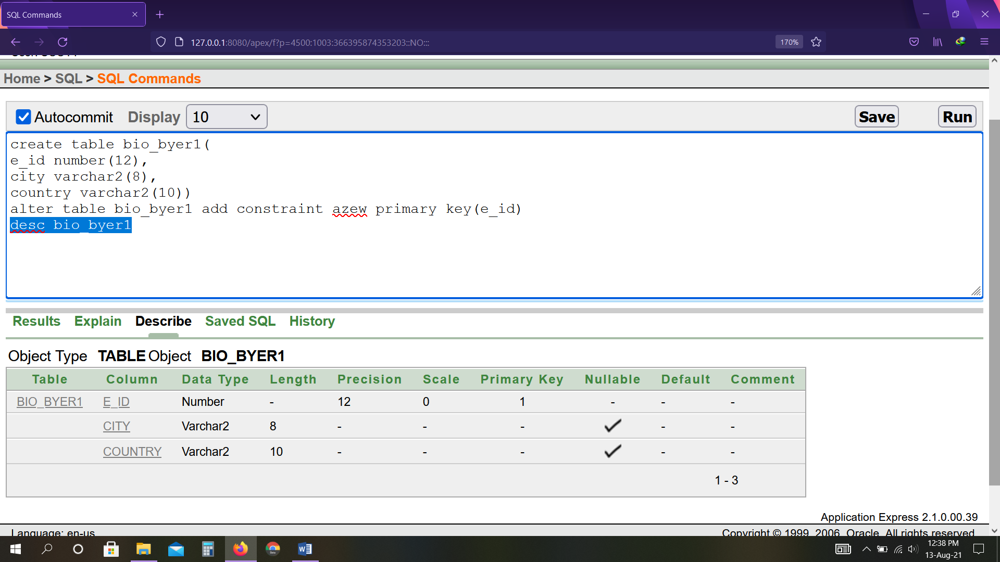 SQL Commands
127.0.0.1:8080/apex/f?p=4500:1003:366395874353203::NO:::
170%
Home > SQL > SQL Commands
Autocommit Display 10 Save Run
create table bio_byer1(
e_id number(12),
city varchar2(8),
country varchar2(10))
alter table bio_byer1 add constraint azew primary key(e_id)
desc bio_byer1
Results Explain Describe Saved SQL History
Object Type TABLE Object BIO_BYER1
Table Column Data Type Length Precision Scale Primary Key Nullable Default Comment
BIO_BYER1 E_ID Number - 12 0 1 - - -
CITY Varchar2 8 - - - - -
COUNTRY Varchar2 10 - - - - -
1 - 3
Application Express 2.1.0.00.39
Language: en-us Copyright © 1999, 2006, Oracle. All rights reserved.
12:38 PM
13-Aug-21